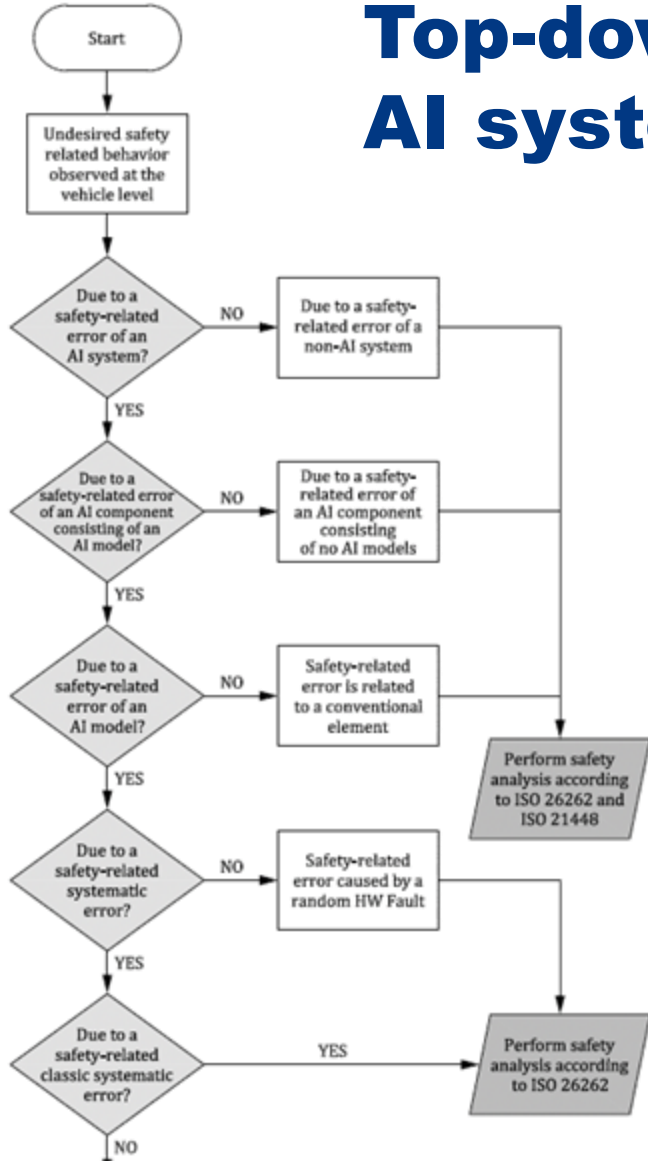 Top-dov
AI syste
Start
Undesired safety
related behavior
observed at the
vehicle level
Due to a
safety-related
error of an
AI system?
NO
Due to a safety-
related error of a
non-AI system
YES
Due to a
safety-related error
of an AI component
consisting of an
AI model?
NO
Due to a safety-
related error of
an AI component
consisting
of no AI models
YES
Due to a
safety-related
error of an
AI model?
NO
Safety-related
error is related
to a conventional
element
Perform safety
analysis according
to ISO 26262 and
ISO 21448
YES
Due to a
safety-related
systematic
error?
NO
Safety-related
error caused by a
random HW Fault
YES
Due to a
safety-related
classic systematic
error?
YES
Perform safety
analysis according
to ISO 26262
NO